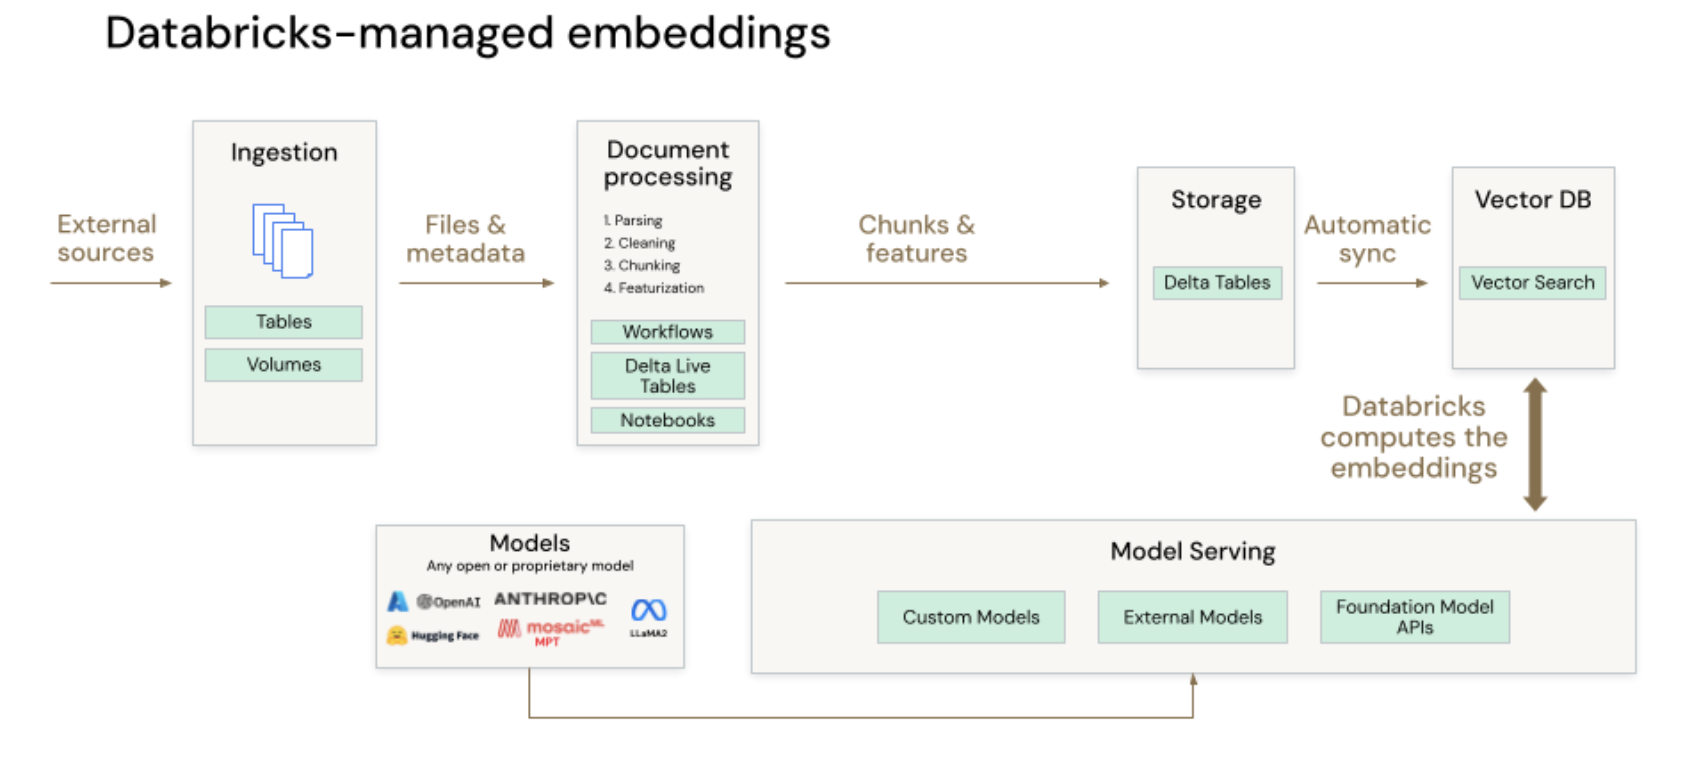 Databricks-managed embeddings
External
sources
Ingestion
Tables
Volumes
Files &
metadata
Document
processing
1. Parsing
2. Cleaning
3. Chunking
4. Featurization
Workflows
Delta Live
Tables
Notebooks
Chunks &
features
Storage
Delta Tables
Automatic
sync
Vector DB
Vector Search
Databricks
computes the
embeddings
Models
Any open or proprietary model
OpenAI
ANTHROP\C
Hugging Face
mosaicML
MPT
LLaMA2
Model Serving
Custom Models
External Models
Foundation Model
APIs